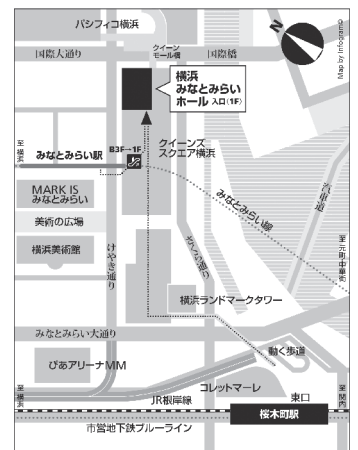 パシフィコ横浜
国際大通り
クイーン
モール橋
国際橋
N
Map by Infogram©
横浜
みなとみらい
ホール 入口(1F)
至横浜
みなとみらい駅
B3F→1F
クイーンズ
スクエア横浜
MARK IS
みなとみらい
美術の広場
横浜美術館
けやき通り
さくら通り
みなとみらい線
汽車道
至元町中華街
横浜ランドマークタワー
みなとみらい大通り
動く歩道
ぴあアリーナMM
コレットマーレ
至横浜
JR根岸線
東口
至関内
桜木町駅
市営地下鉄ブルーライン